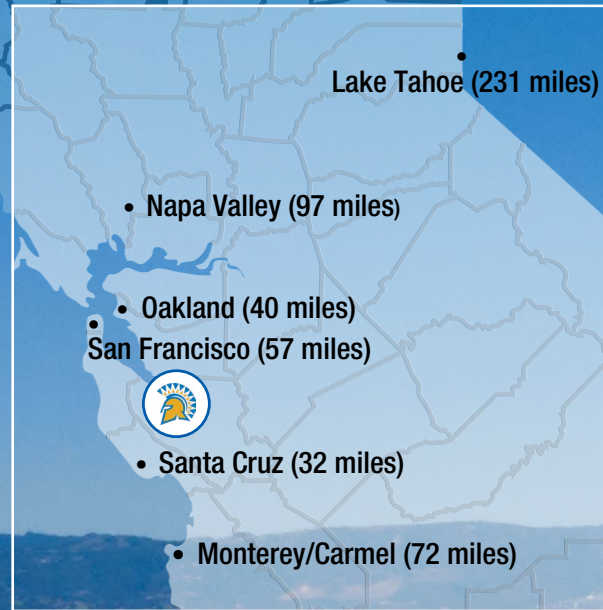 Lake Tahoe (231 miles)
Napa Valley (97 miles)
Oakland (40 miles)
San Francisco (57 miles)
Santa Cruz (32 miles)
Monterey/Carmel (72 miles)